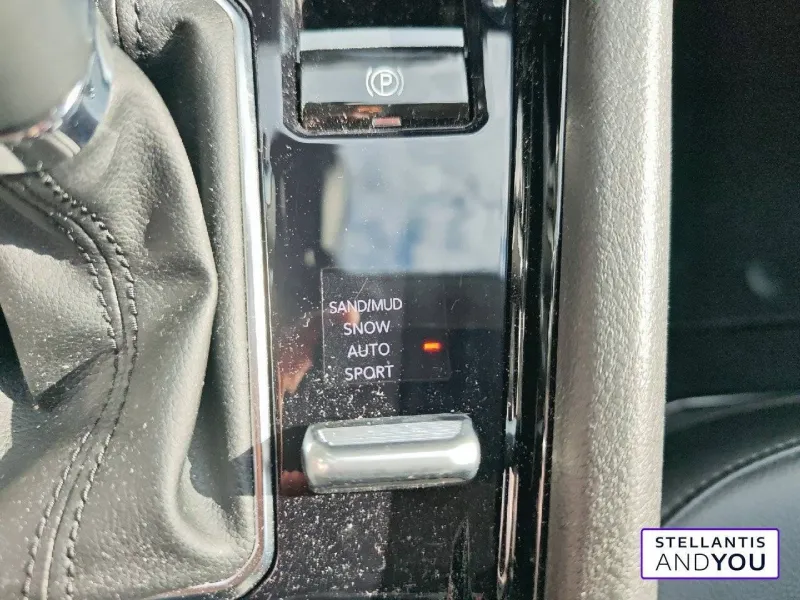 P
SAND/MUD
SNOW
AUTO
SPORT
STELLANTIS
ANDYOU